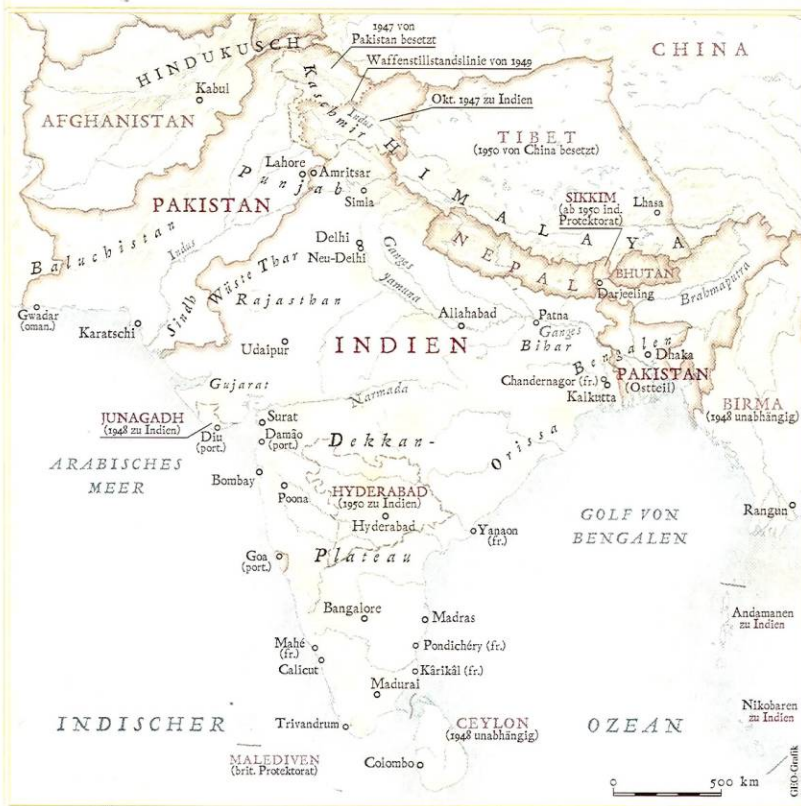 1947 von
Pakistan besetzt
Waffenstillstandslinie von 1949
CHINA
HINDUKUSCH
Kabul
Kaschmir
Indus
Okt. 1947 zu Indien
AFGHANISTAN
TIBET
(1950 von China besetzt)
HIMALAYA
Lahore
Amritsar
Punjab
Simla
PAKISTAN
SIKKIM
(ab 1950 ind.
Protektorat)
Lhasa
Baluchistan
Indus
Delhi
Neu-Delhi
Ganges
Jamuna
NEPAL
BHUTAN
Darjeeling
Brahmaputra
Wüste Thar
Sindh
Rajasthan
Gwadar
(oman.)
Karatschi
Allahabad
Patna
Ganges
Bihar
Udaipur
INDIEN
Bengalen
Dhaka
PAKISTAN
(Ostteil)
Chandernagor (fr.)
Kalkutta
Gujarat
Narmada
BIRMA
(1948 unabhängig)
JUNAGADH
(1948 zu Indien)
Diu
(port.)
Surat
Damão
(port.)
Dekkan-
Orissa
ARABISCHES
MEER
Bombay
Poona
HYDERABAD
(1950 zu Indien)
Hyderabad
Yanaon
(fr.)
GOLF VON
BENGALEN
Rangun
Goa
(port.)
Plateau
Bangalore
Madras
Andamanen
zu Indien
Mahé
(fr.)
Calicut
Pondichéry (fr.)
Kârikâl (fr.)
Madurai
Nikobaren
zu Indien
INDISCHER
Trivandrum
CEYLON
(1948 unabhängig)
OZEAN
MALEDIVEN
(brit. Protektorat)
Colombo
0
500 km
GEO-Grafik